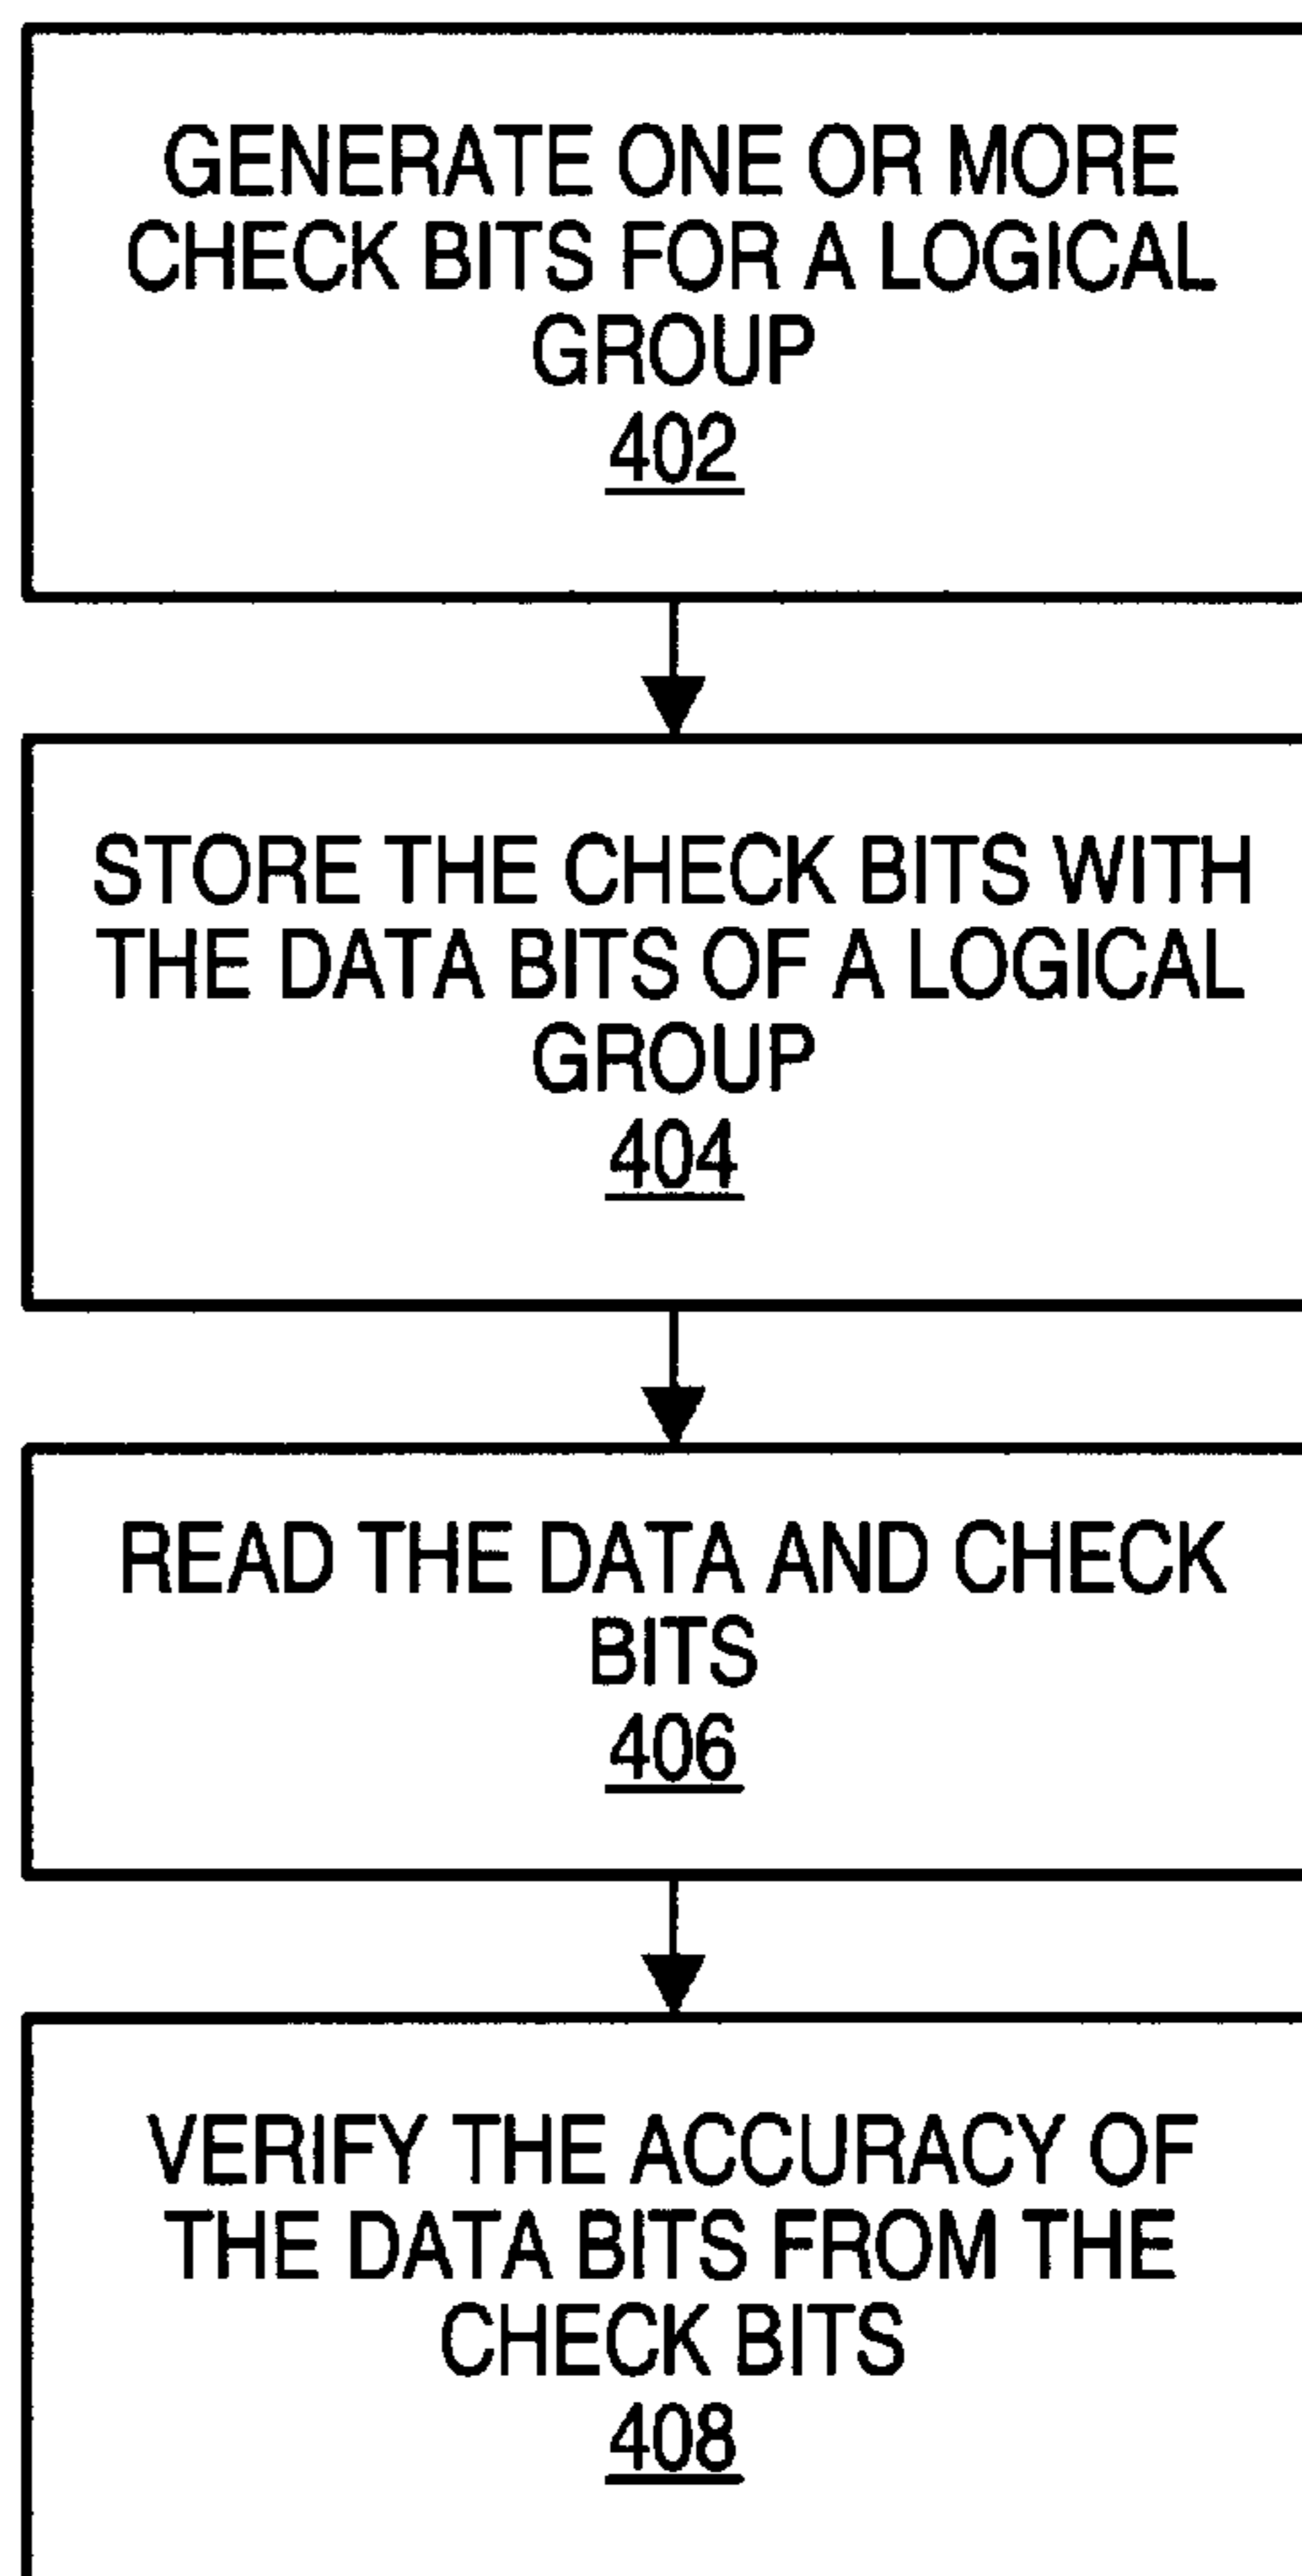 GENERATE ONE OR MORE
CHECK BITS FOR A LOGICAL
GROUP
402
STORE THE CHECK BITS WITH
THE DATA BITS OF A LOGICAL
GROUP
404
READ THE DATA AND CHECK
BITS
406
VERIFY THE ACCURACY OF
THE DATA BITS FROM THE
CHECK BITS
408